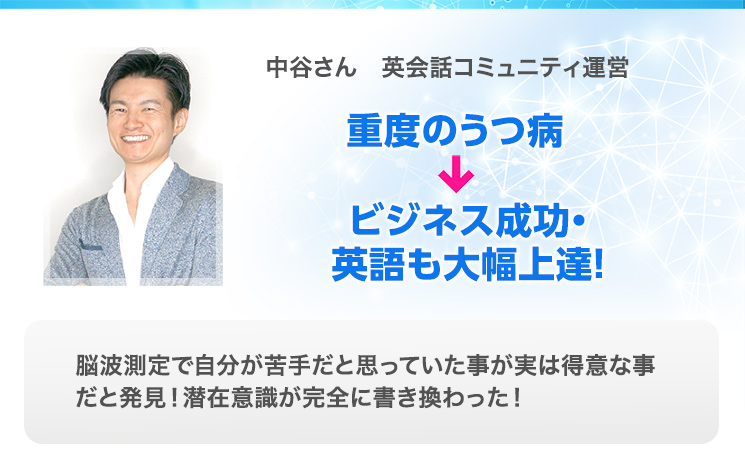 中谷さん　英会話コミュニティ運営
重度のうつ病
ビジネス成功・
英語も大幅上達!
脳波測定で自分が苦手だと思っていた事が実は得意な事
だと発見！潜在意識が完全に書き換わった！